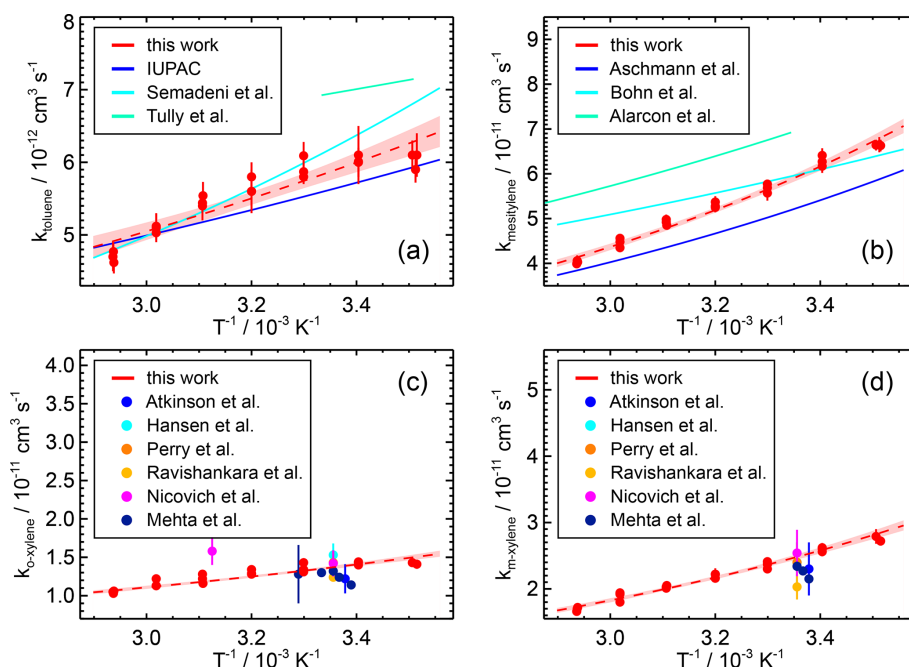 8
7
6
5
k_toluene / 10^-12 cm^3 s^-1
this work
IUPAC
Semadeni et al.
Tully et al.
(a)
3.0 3.2 3.4
T^-1 / 10^-3 K^-1
9
8
7
6
5
4
k_mesitylene / 10^-11 cm^3 s^-1
this work
Aschmann et al.
Bohn et al.
Alarcon et al.
(b)
3.0 3.2 3.4
T^-1 / 10^-3 K^-1
4.0
3.5
3.0
2.5
2.0
1.5
1.0
k_o-xylene / 10^-11 cm^3 s^-1
this work
Atkinson et al.
Hansen et al.
Perry et al.
Ravishankara et al.
Nicovich et al.
Mehta et al.
(c)
3.0 3.2 3.4
T^-1 / 10^-3 K^-1
5
4
3
2
k_m-xylene / 10^-11 cm^3 s^-1
this work
Atkinson et al.
Hansen et al.
Perry et al.
Ravishankara et al.
Nicovich et al.
Mehta et al.
(d)
3.0 3.2 3.4
T^-1 / 10^-3 K^-1